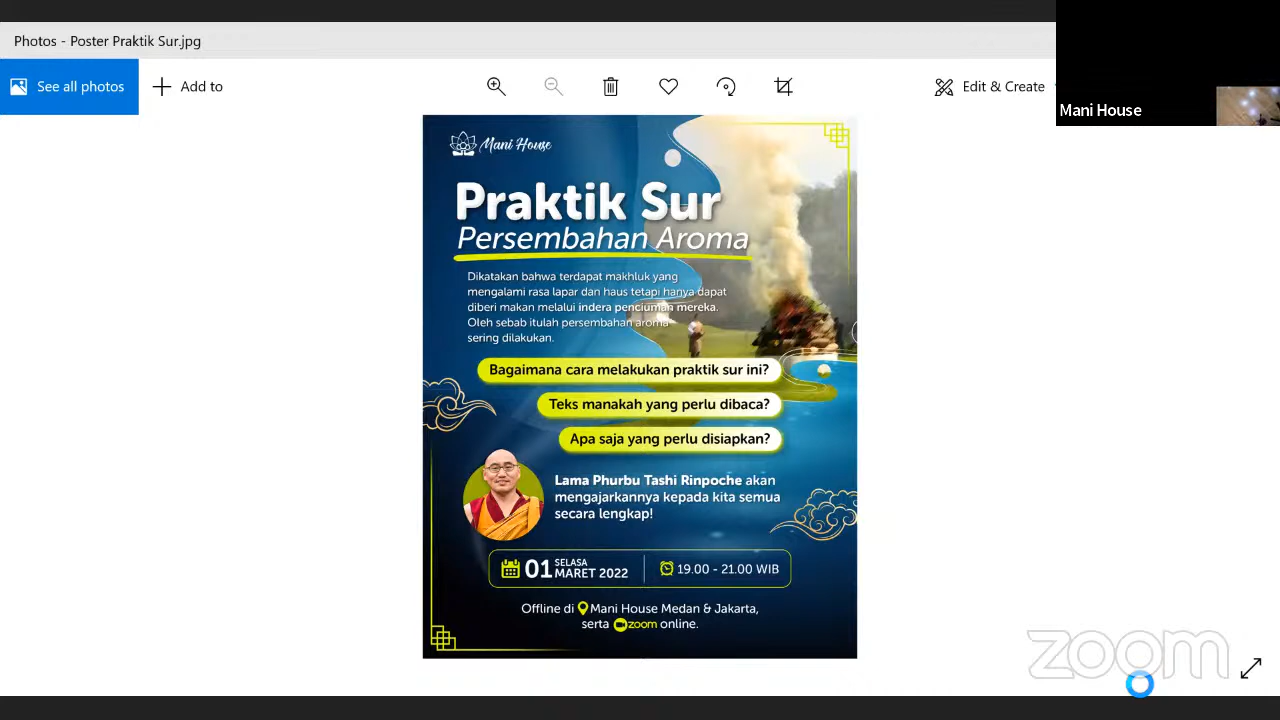 Photos - Poster Praktik Sur.jpg
See all photos
Add to
Edit & Create
Mani House
Mani House
Praktik Sur
Persembahan Aroma
Dikatakan bahwa terdapat makhluk yang
mengalami rasa lapar dan haus tetapi hanya dapat
diberi makan melalui indera penciuman mereka.
Oleh sebab itulah persembahan aroma
sering dilakukan.
Bagaimana cara melakukan praktik sur ini?
Teks manakah yang perlu dibaca?
Apa saja yang perlu disiapkan?
Lama Phurbu Tashi Rinpoche akan
mengajarkannya kepada kita semua
secara lengkap!
01 SELASA
MARET 2022
19.00 - 21.00 WIB
Offline di Mani House Medan & Jakarta,
serta zoom online.
zoom